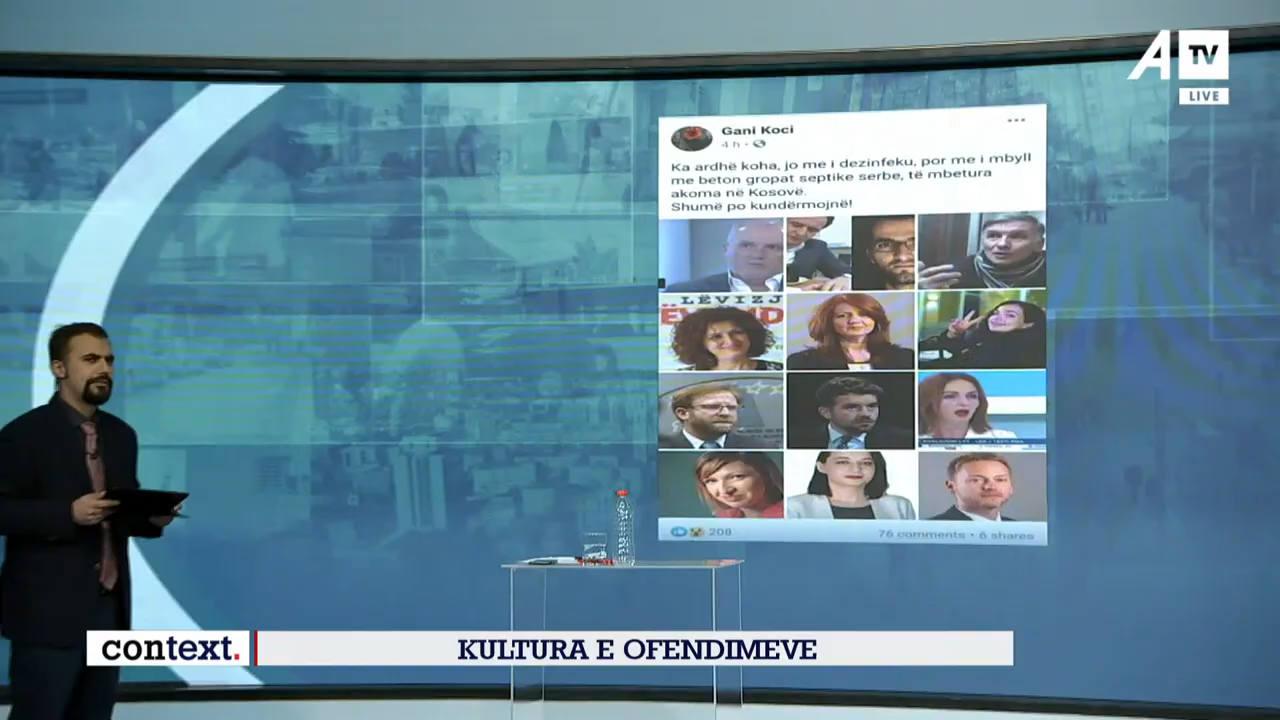 A TV
LIVE
Gani Koci
4 h
Ka ardhë koha, jo me i dezinfeku, por me i mbyll
me beton gropat septike serbe, të mbetura
akoma në Kosovë.
Shumë po kundërmojnë!
LËVIZJ
208
76 comments • 6 shares
context.
KULTURA E OFENDIMEVE